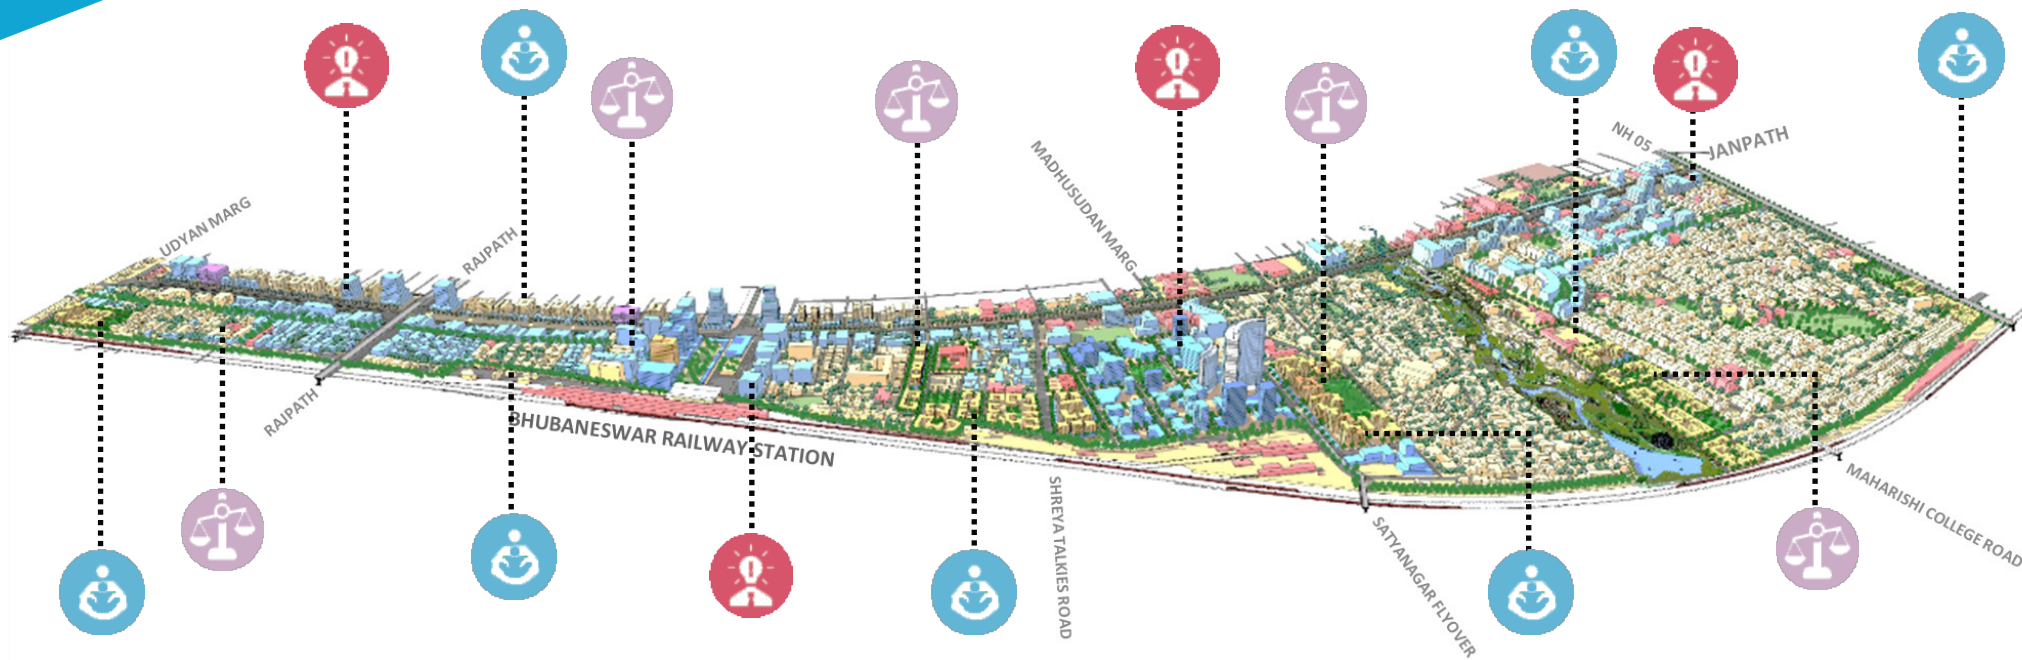 NH 05
JANPATH
MADHUSUDAN MARG
UDYAN MARG
RAJPATH
RAJPATH
BHUBANESWAR RAILWAY STATION
SHREYA TALKIES ROAD
SATYANAGAR FLYOVER
MAHARISHI COLLEGE ROAD